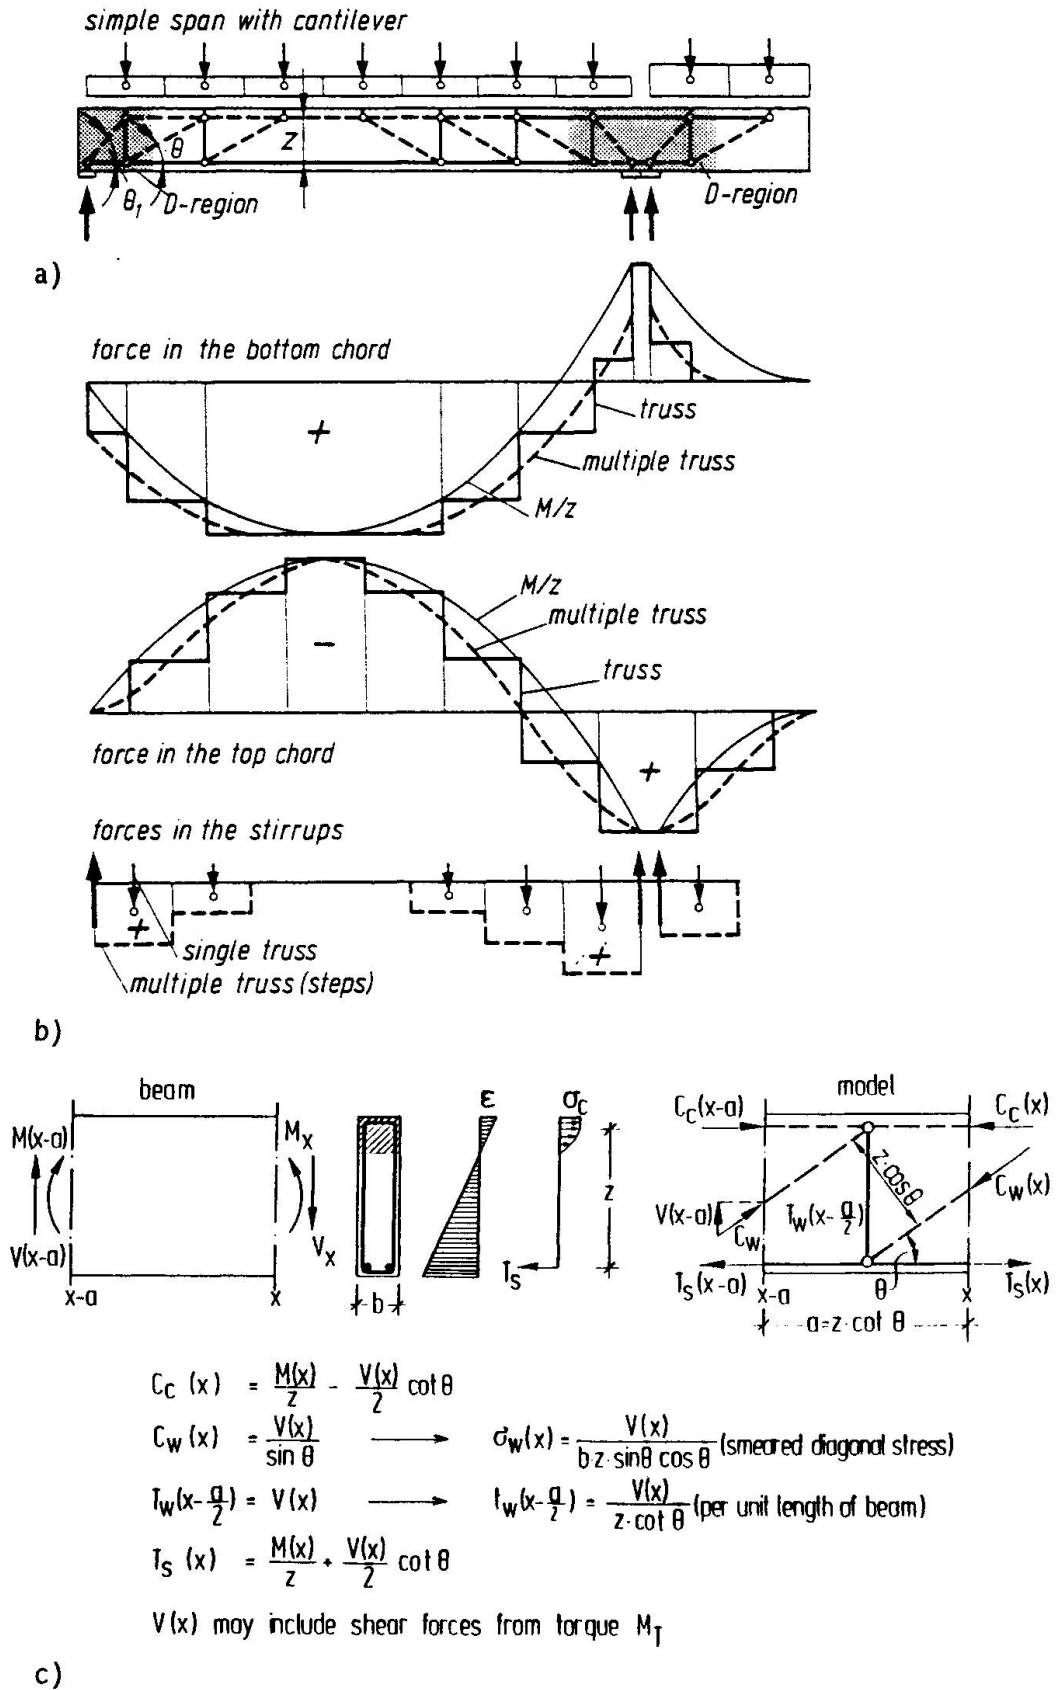 simple span with cantilever
z
θ
θ₁
D-region
D-region
a)
force in the bottom chord
+
truss
multiple truss
M/z
M/z
multiple truss
truss
-
force in the top chord
+
forces in the stirrups
+
+
single truss
multiple truss (steps)
b)
beam
ε
σc
model
Cc(x-a)
Cc(x)
M(x-a)
Mx
z
z·cosθ
Cw(x)
V(x-a)
Cw
Tw(x-a/2)
V(x-a)
Vx
Ts
Ts(x-a)
θ
Ts(x)
x-a
x
b
x-a
x
a=z·cot θ
Cc (x) = M(x)/z - V(x)/2 cot θ
Cw (x) = V(x)/sin θ → σw(x) = V(x)/b·z·sinθ cos θ (smeared diagonal stress)
Tw(x-a/2) = V(x) → tw(x-a/2) = V(x)/z·cot θ (per unit length of beam)
Ts (x) = M(x)/z + V(x)/2 cot θ
V(x) may include shear forces from torque MT
c)